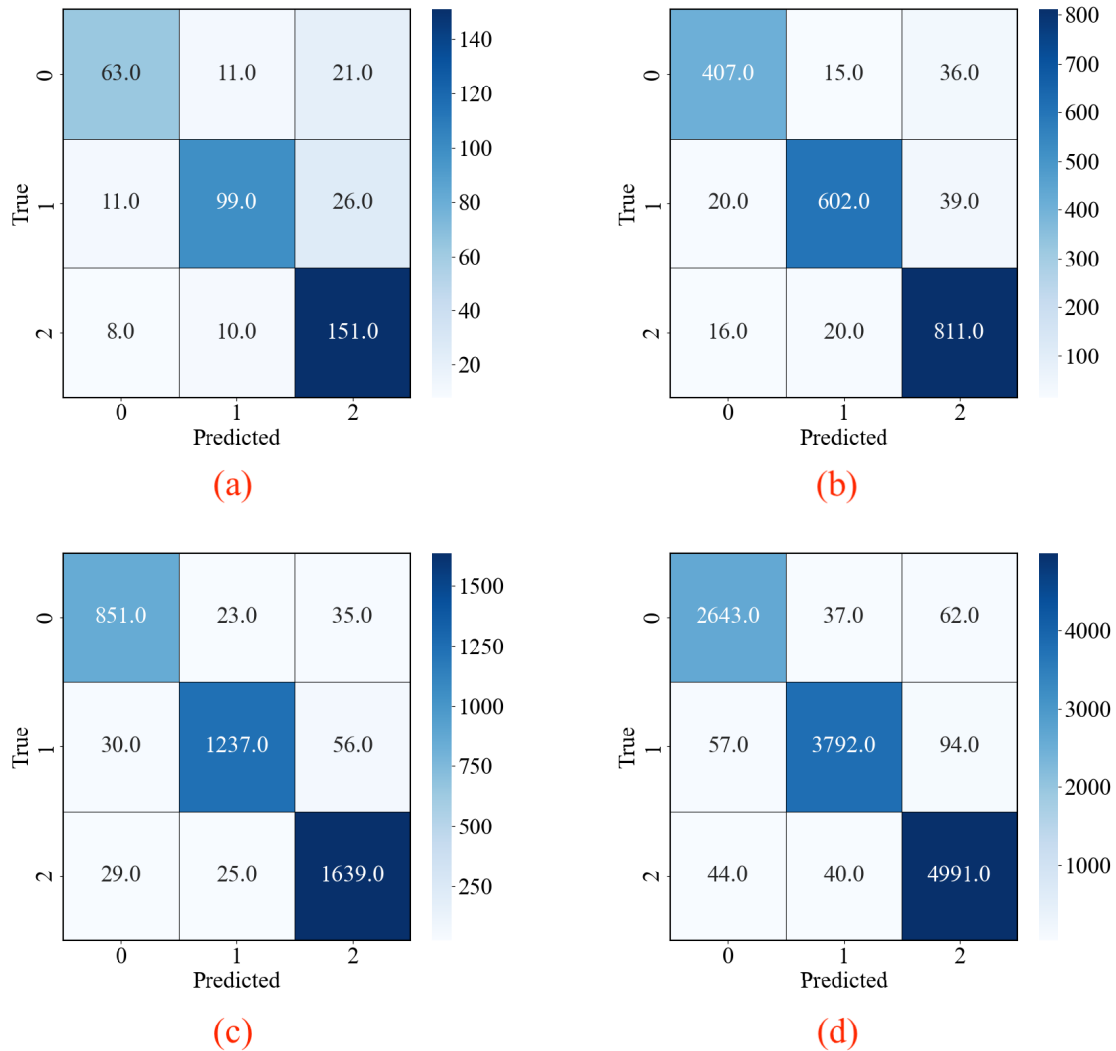 140
63.0 11.0 21.0
0
120
100
11.0 99.0 26.0
True
1
80
60
40
8.0 10.0 151.0
2
20
0 1 2
Predicted
(a)
800
407.0 15.0 36.0
0
700
600
500
20.0 602.0 39.0
True
1
400
300
200
16.0 20.0 811.0
2
100
0 1 2
Predicted
(b)
1500
851.0 23.0 35.0
0
1250
1000
30.0 1237.0 56.0
True
1
750
500
29.0 25.0 1639.0
2
250
0 1 2
Predicted
(c)
4000
2643.0 37.0 62.0
0
3000
57.0 3792.0 94.0
True
1
2000
44.0 40.0 4991.0
2
1000
0 1 2
Predicted
(d)